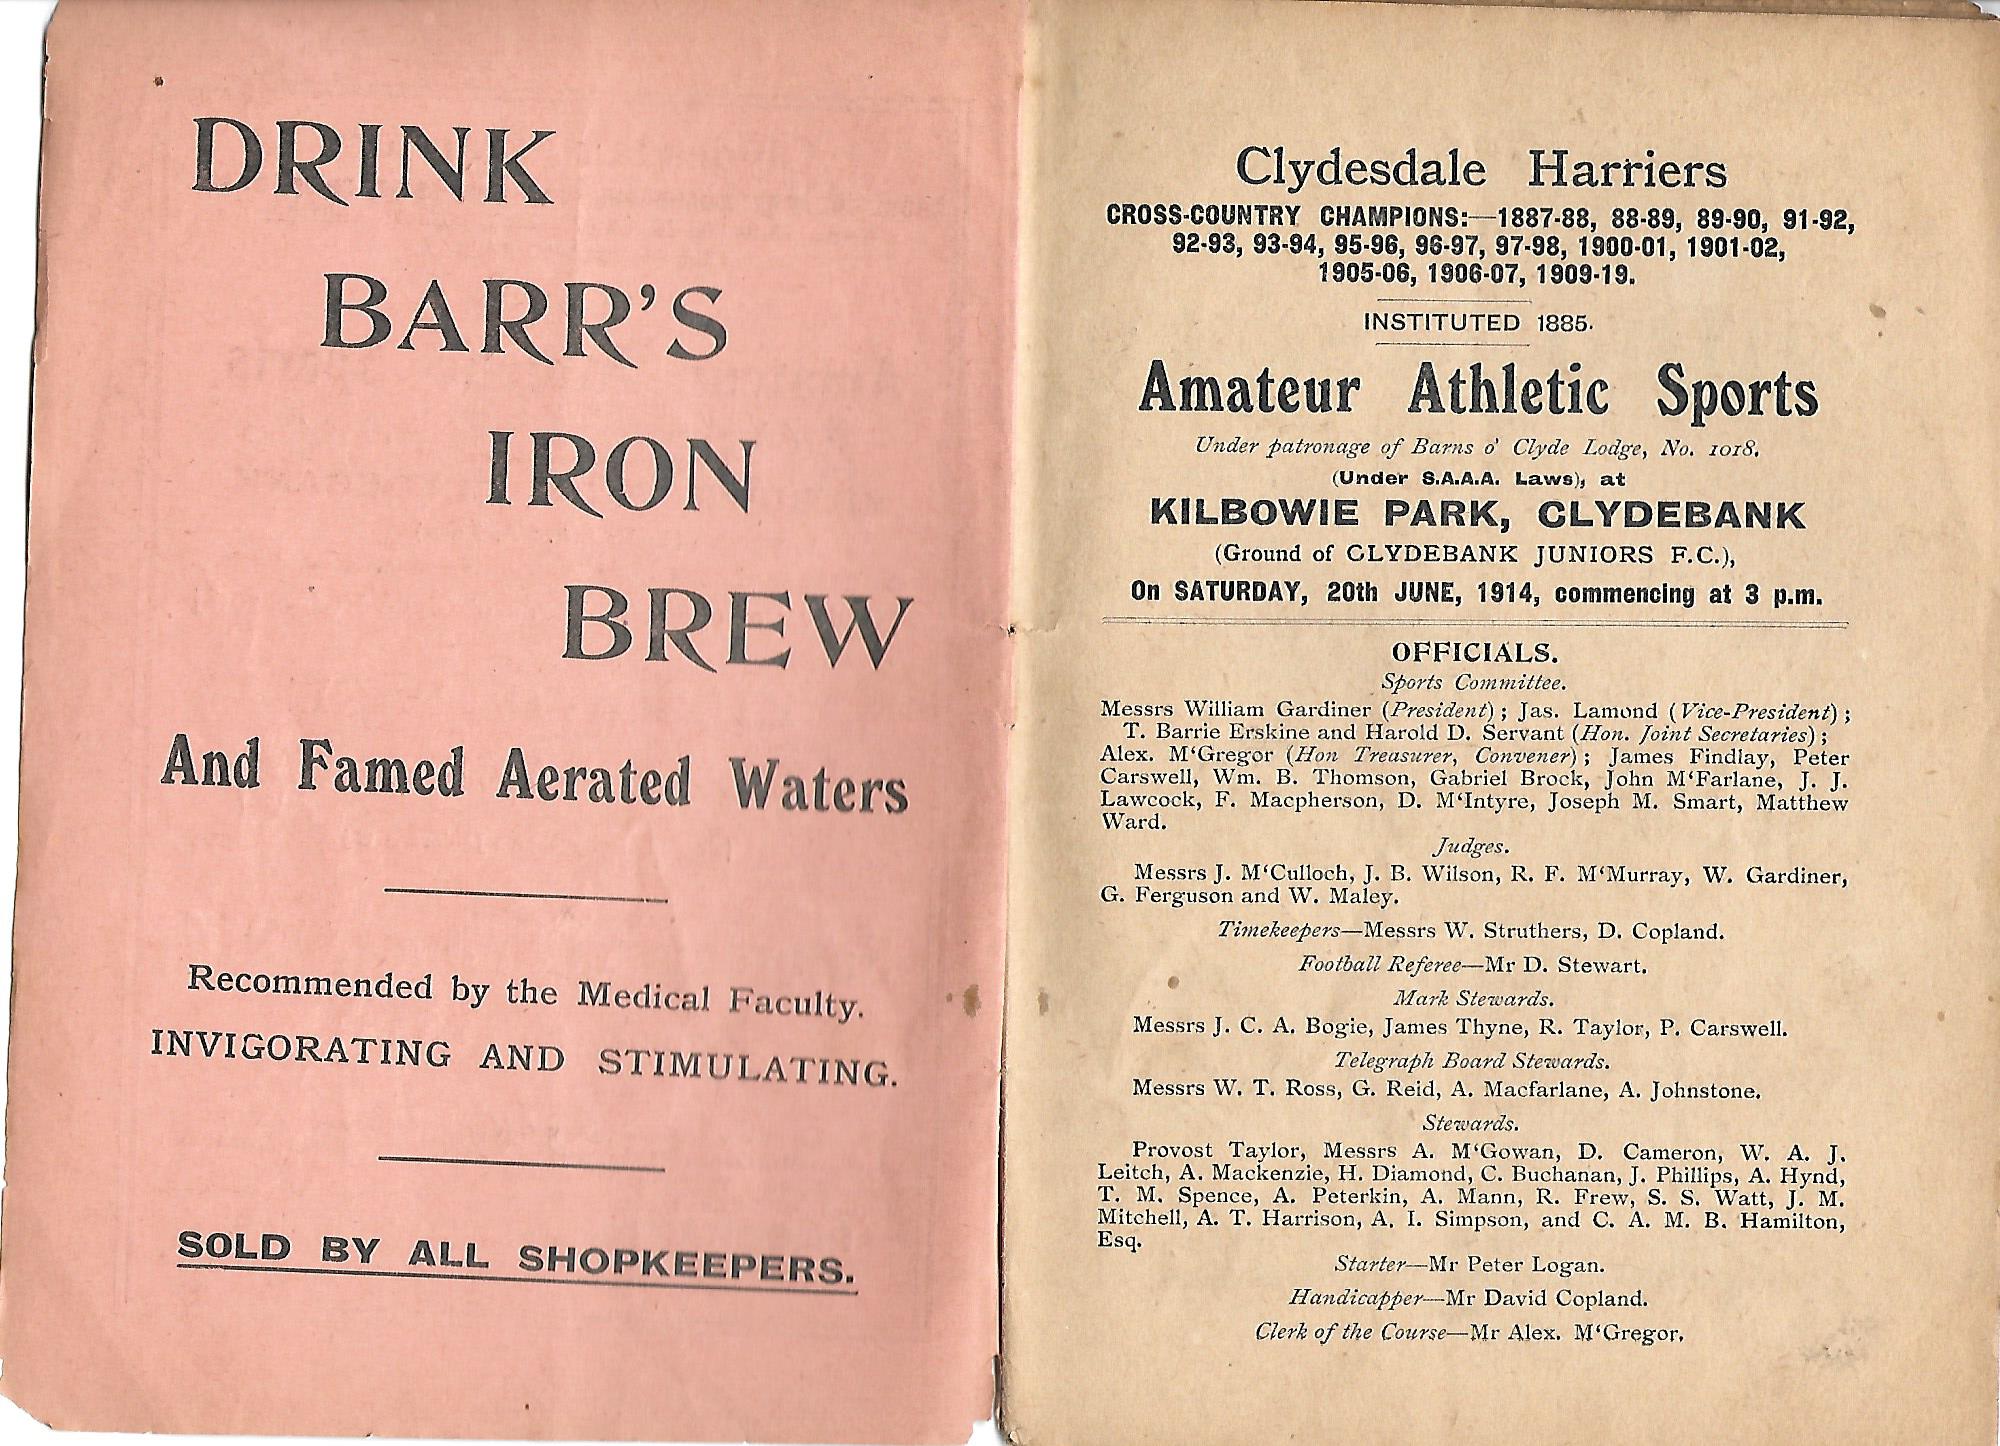 DRINK
BARR'S
IRON
BREW
And Famed Aerated Waters
Recommended by the Medical Faculty.
INVIGORATING AND STIMULATING.
SOLD BY ALL SHOPKEEPERS.
Clydesdale Harriers
CROSS-COUNTRY CHAMPIONS:—1887-88, 88-89, 89-90, 91-92,
92-93, 93-94, 95-96, 96-97, 97-98, 1900-01, 1901-02,
1905-06, 1906-07, 1909-19.
INSTITUTED 1885.
Amateur Athletic Sports
Under patronage of Barns o' Clyde Lodge, No. 1018.
(Under S.A.A.A. Laws), at
KILBOWIE PARK, CLYDEBANK
(Ground of CLYDEBANK JUNIORS F.C.),
On SATURDAY, 20th JUNE, 1914, commencing at 3 p.m.
OFFICIALS.
Sports Committee.
Messrs William Gardiner (President) ; Jas. Lamond (Vice-President) ;
T. Barrie Erskine and Harold D. Servant (Hon. Joint Secretaries) ;
Alex. M‘Gregor (Hon Treasurer, Convener) ; James Findlay, Peter
Carswell, Wm. B. Thomson, Gabriel Brock, John M‘Farlane, J. J.
Lawcock, F. Macpherson, D. M‘Intyre, Joseph M. Smart, Matthew
Ward.
Judges.
Messrs J. M‘Culloch, J. B. Wilson, R. F. M‘Murray, W. Gardiner,
G. Ferguson and W. Maley.
Timekeepers—Messrs W. Struthers, D. Copland.
Football Referee—Mr D. Stewart.
Mark Stewards.
Messrs J. C. A. Bogie, James Thyne, R. Taylor, P. Carswell.
Telegraph Board Stewards.
Messrs W. T. Ross, G. Reid, A. Macfarlane, A. Johnstone.
Stewards.
Provost Taylor, Messrs A. M‘Gowan, D. Cameron, W. A. J.
Leitch, A. Mackenzie, H. Diamond, C. Buchanan, J. Phillips, A. Hynd,
T. M. Spence, A. Peterkin, A. Mann, R. Frew, S. S. Watt, J. M.
Mitchell, A. T. Harrison, A. I. Simpson, and C. A. M. B. Hamilton,
Esq.
Starter—Mr Peter Logan.
Handicapper—Mr David Copland.
Clerk of the Course—Mr Alex. M‘Gregor.